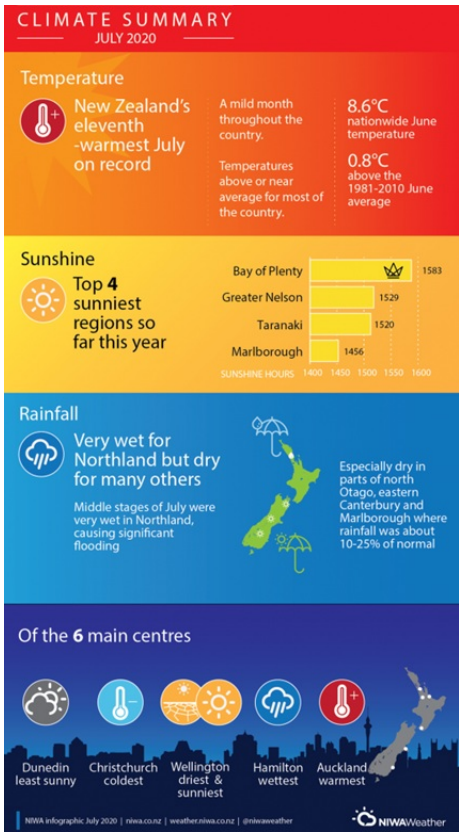 CLIMATE SUMMARY
JULY 2020
Temperature
New Zealand's
eleventh
-warmest July
on record
A mild month
throughout the
country.
Temperatures
above or near
average for most of
the country.
8.6°C
nationwide June
temperature
0.8°C
above the
1981-2010 June
average
Sunshine
Top 4
sunniest
regions so
far this year
Bay of Plenty 1583
Greater Nelson 1529
Taranaki 1520
Marlborough 1456
SUNSHINE HOURS 1400 1450 1500 1550 1600
Rainfall
Very wet for
Northland but dry
for many others
Middle stages of July were
very wet in Northland,
causing significant
flooding
Especially dry in
parts of north
Otago, eastern
Canterbury and
Marlborough where
rainfall was about
10-25% of normal
Of the 6 main centres
Dunedin
least sunny
Christchurch
coldest
Wellington
driest &
sunniest
Hamilton
wettest
Auckland
warmest
NIWA infographic July 2020 | niwa.co.nz | weather.niwa.co.nz | @niwaweather
NIWAWeather